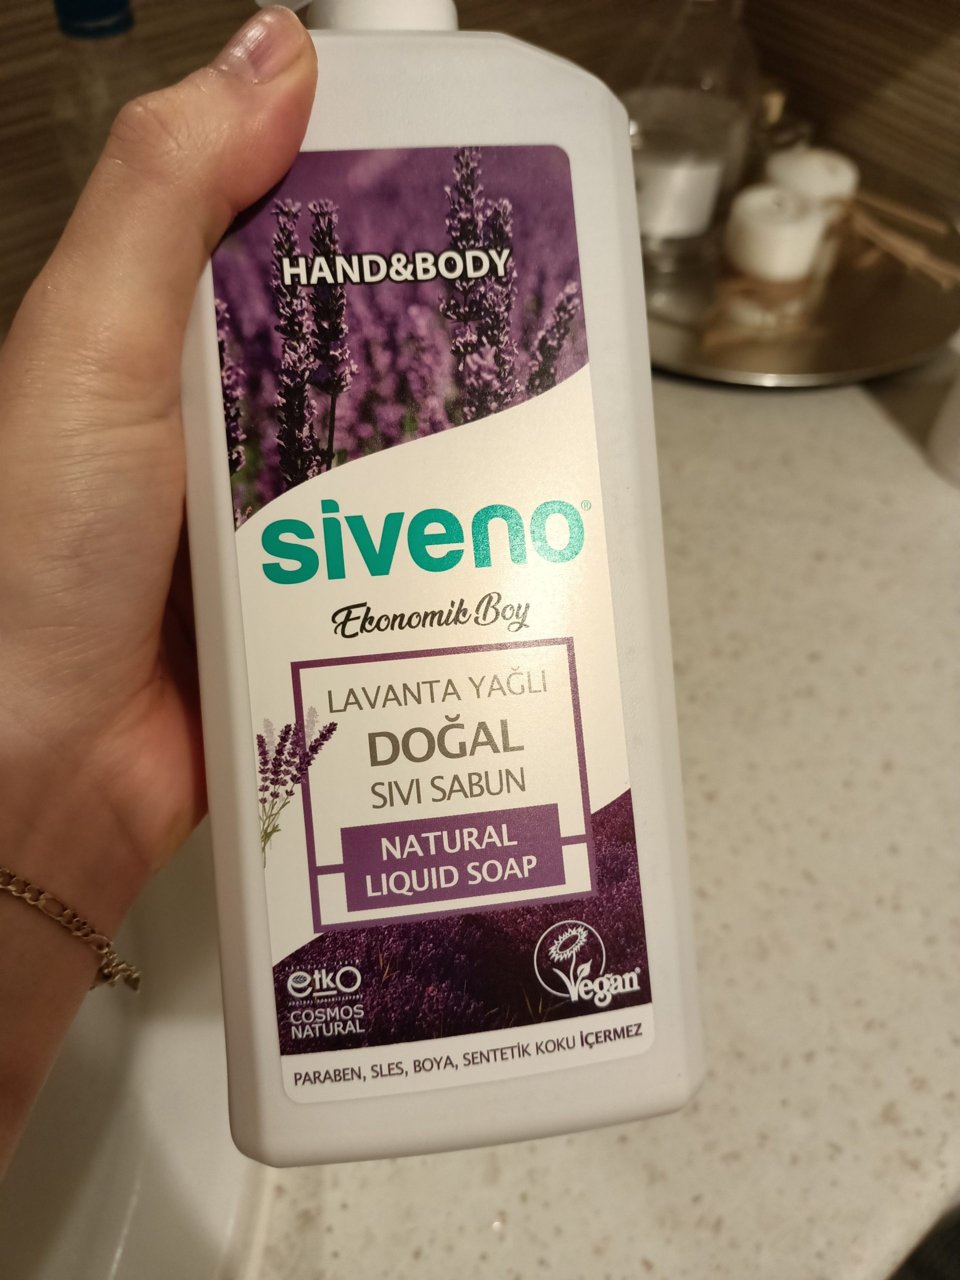 HAND&BODY
siveno®
Ekonomik Boy
LAVANTA YAĞLI
DOĞAL
SIVI SABUN
NATURAL
LIQUID SOAP
etko
COSMOS
NATURAL
Vegan
PARABEN, SLES, BOYA, SENTETİK KOKU İÇERMEZ